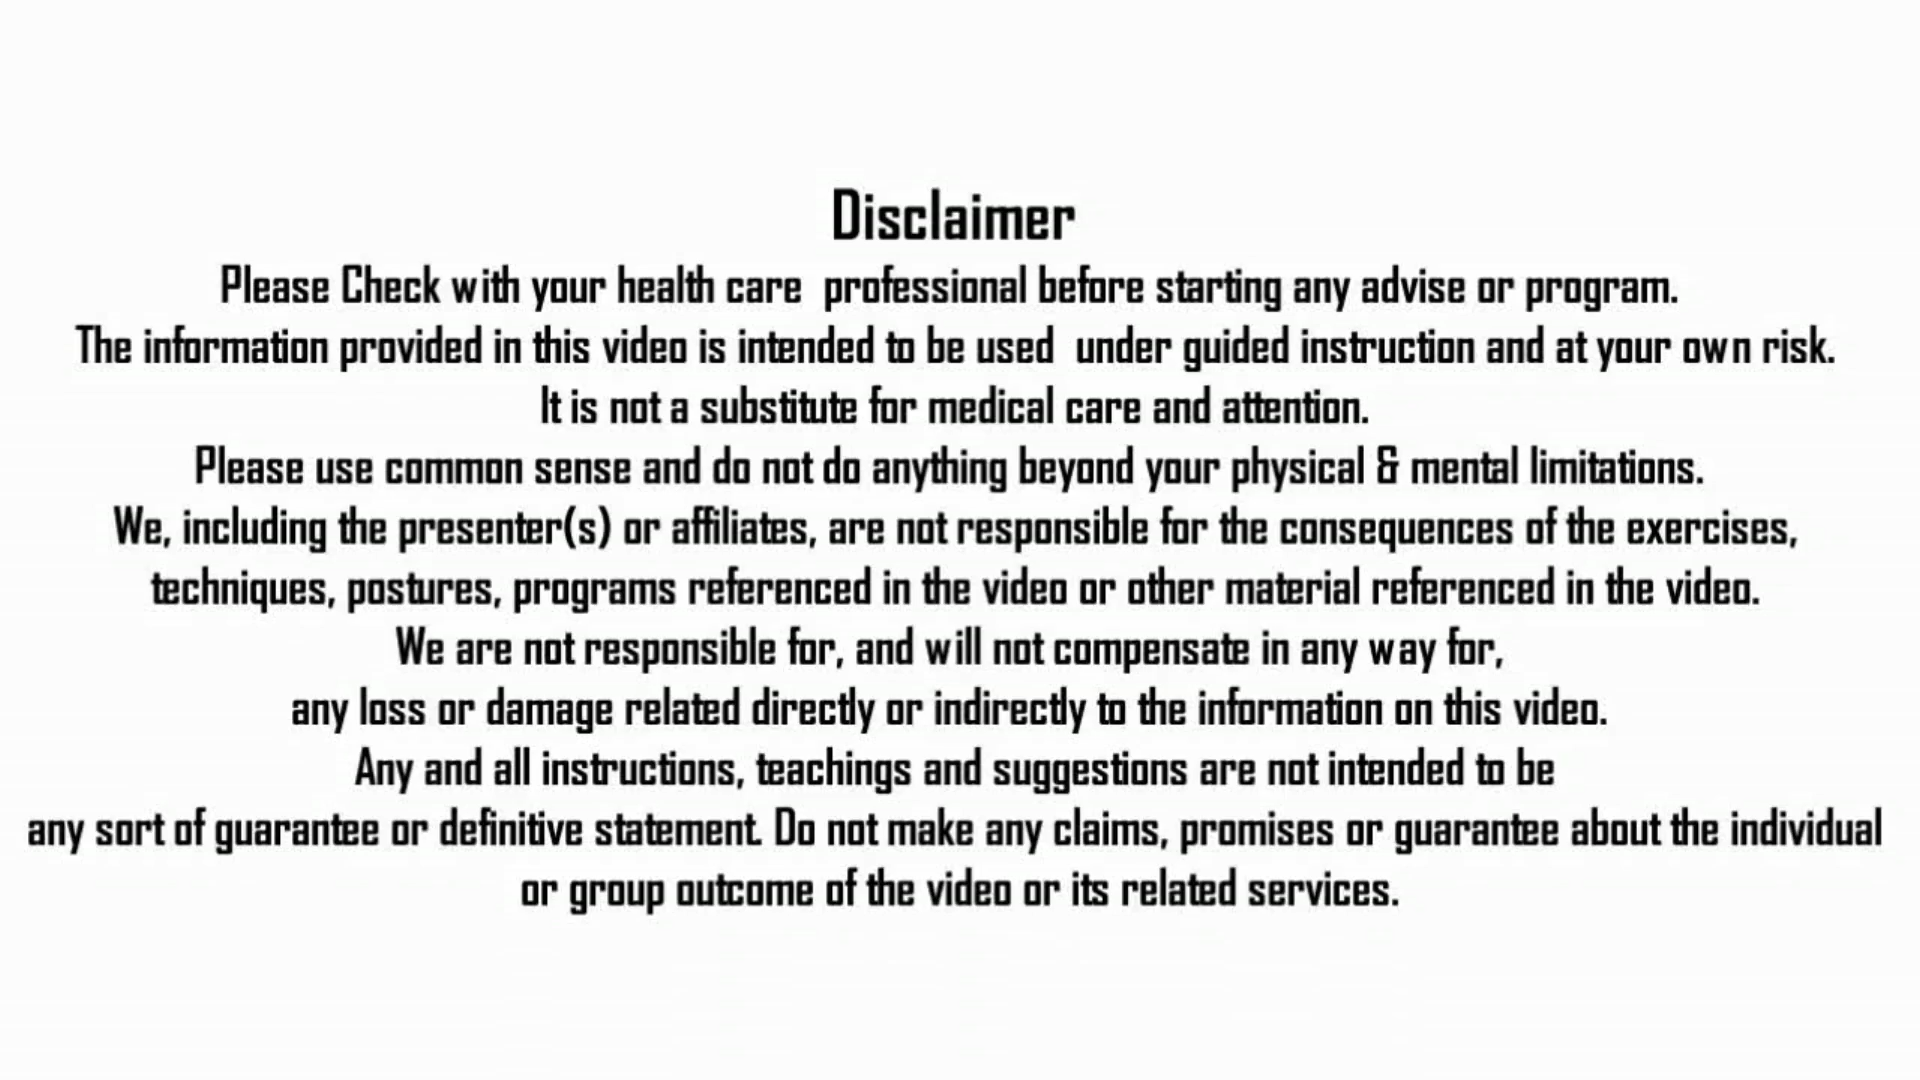 Disclaimer
Please Check with your health care professional before starting any advise or program.
The information provided in this video is intended to be used under guided instruction and at your own risk.
It is not a substitute for medical care and attention.
Please use common sense and do not do anything beyond your physical & mental limitations.
We, including the presenter(s) or affiliates, are not responsible for the consequences of the exercises,
techniques, postures, programs referenced in the video or other material referenced in the video.
We are not responsible for, and will not compensate in any way for,
any loss or damage related directly or indirectly to the information on this video.
Any and all instructions, teachings and suggestions are not intended to be
any sort of guarantee or definitive statement. Do not make any claims, promises or guarantee about the individual
or group outcome of the video or its related services.